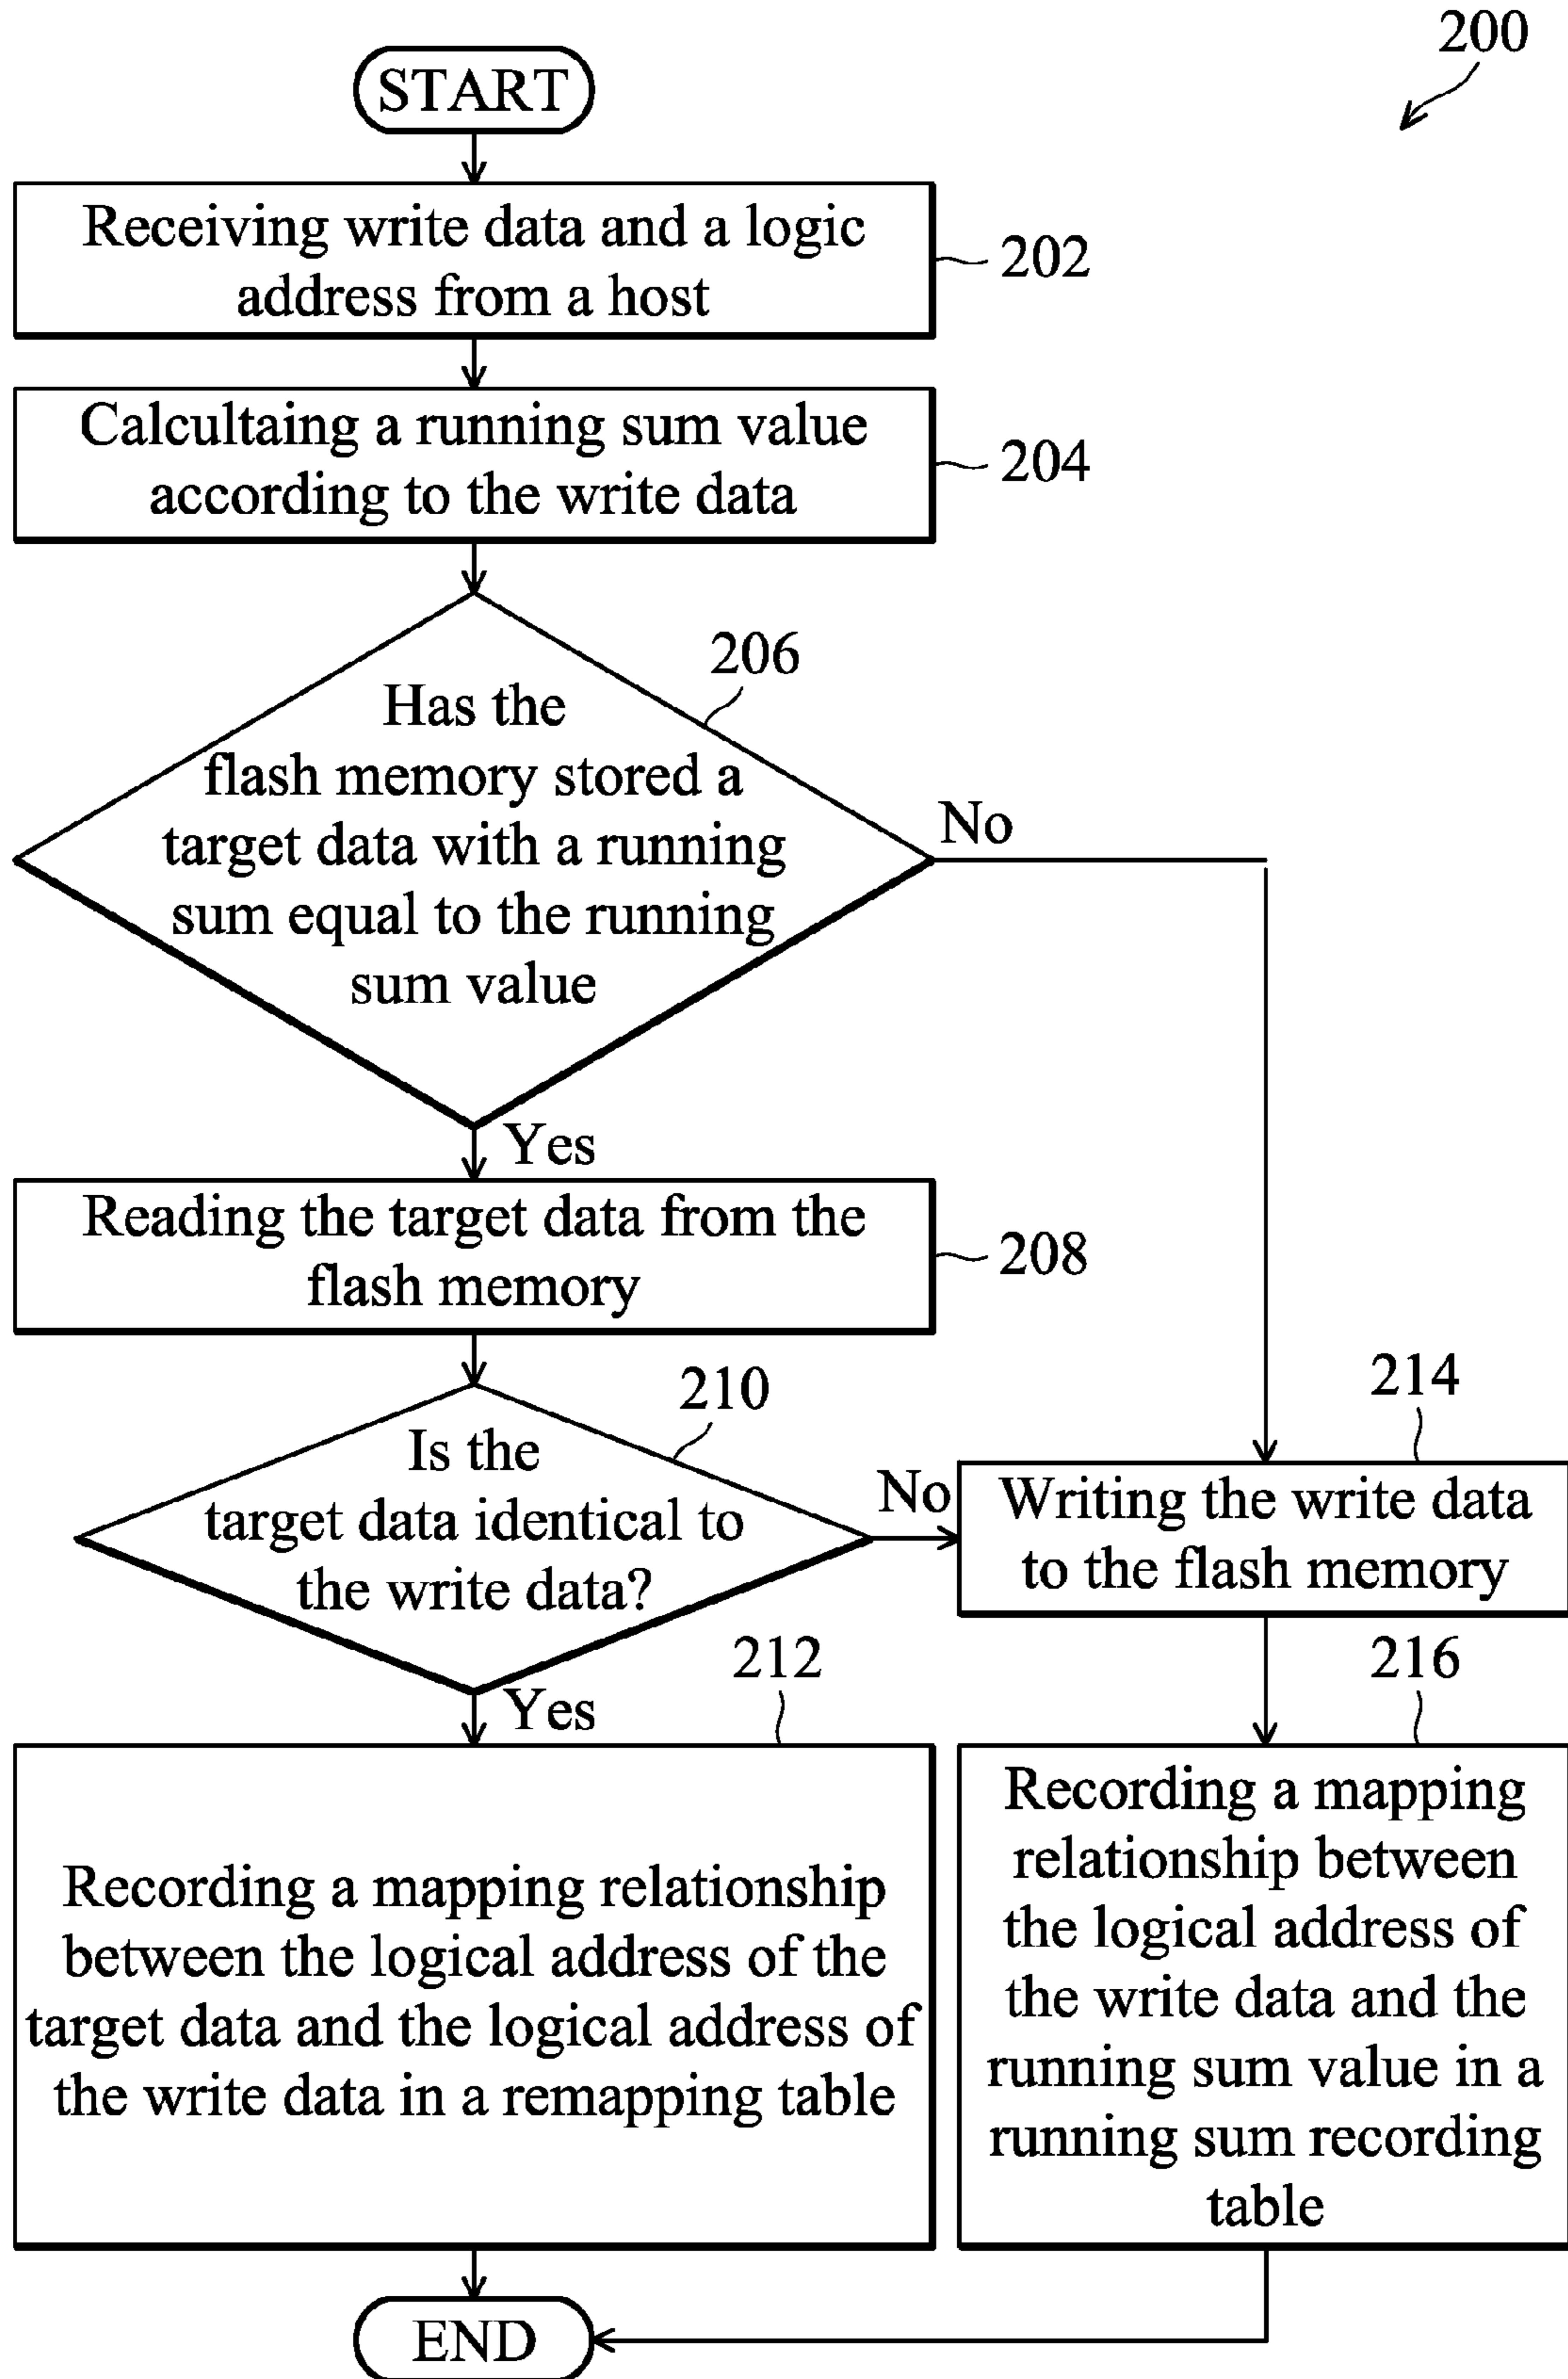 200
START
Receiving write data and a logic
address from a host
202
Calcultaing a running sum value
according to the write data
204
206
Has the
flash memory stored a
target data with a running
sum equal to the running
sum value
No
Yes
Reading the target data from the
flash memory
208
210
Is the
target data identical to
the write data?
No
Yes
214
Writing the write data
to the flash memory
212
Recording a mapping relationship
between the logical address of the
target data and the logical address of
the write data in a remapping table
216
Recording a mapping
relationship between
the logical address of
the write data and the
running sum value in a
running sum recording
table
END